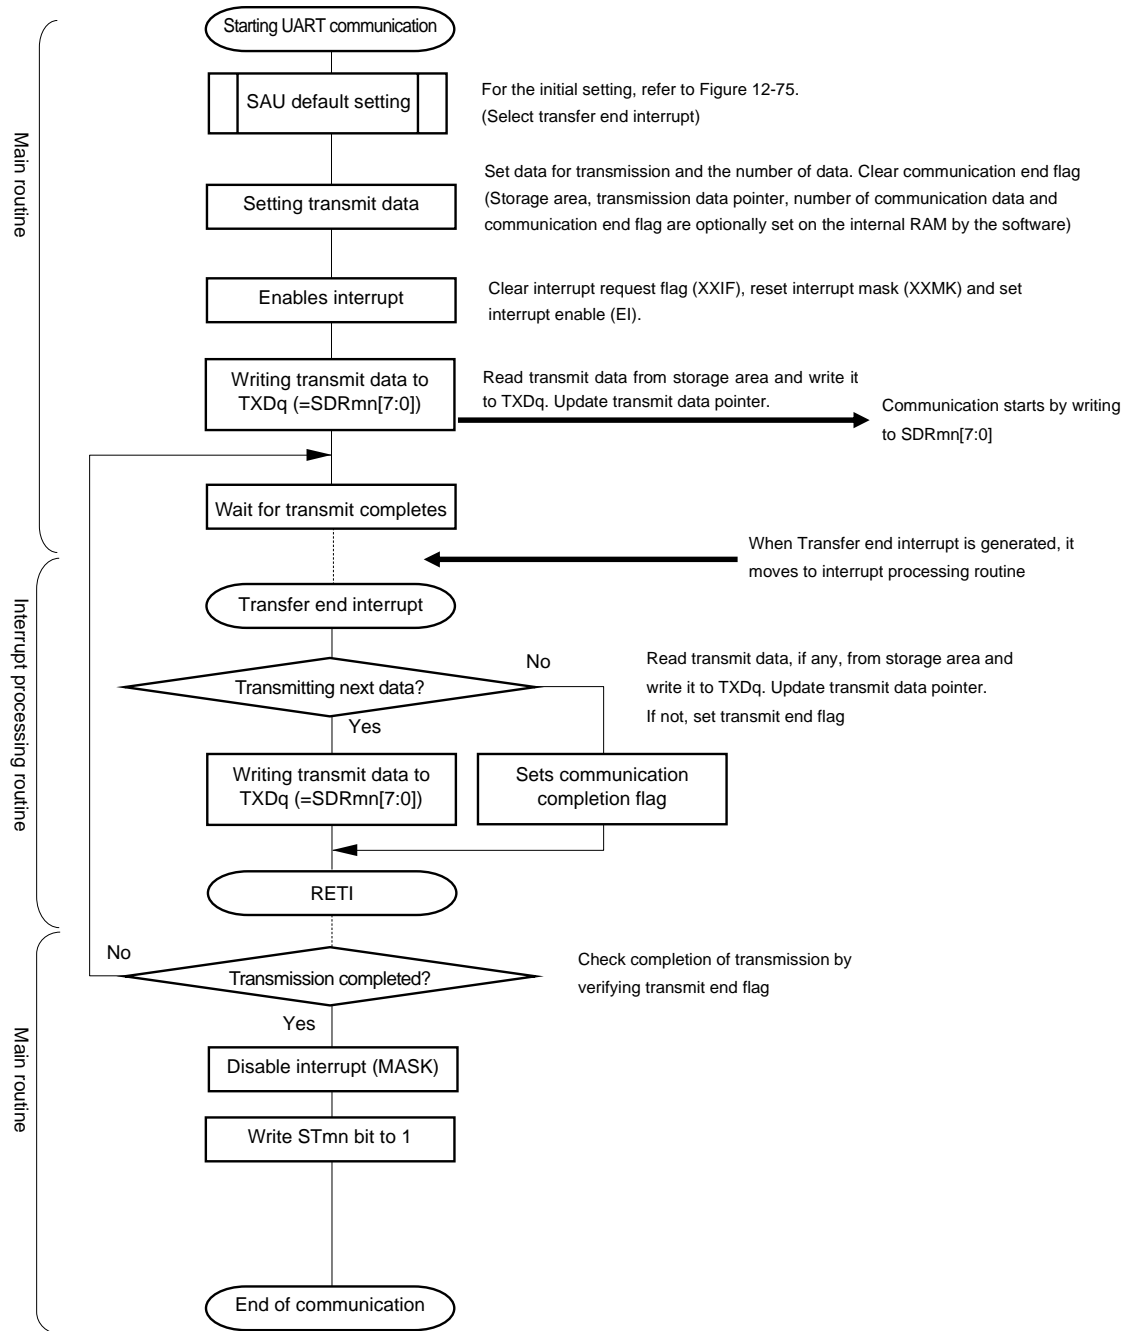 Starting UART communication
Main routine
SAU default setting
For the initial setting, refer to Figure 12-75.
(Select transfer end interrupt)
Setting transmit data
Set data for transmission and the number of data. Clear communication end flag
(Storage area, transmission data pointer, number of communication data and
communication end flag are optionally set on the internal RAM by the software)
Enables interrupt
Clear interrupt request flag (XXIF), reset interrupt mask (XXMK) and set
interrupt enable (EI).
Writing transmit data to
TXDq (=SDRmn[7:0])
Read transmit data from storage area and write it
to TXDq. Update transmit data pointer.
Communication starts by writing
to SDRmn[7:0]
Wait for transmit completes
When Transfer end interrupt is generated, it
moves to interrupt processing routine
Interrupt processing routine
Transfer end interrupt
Transmitting next data?
No
Yes
Read transmit data, if any, from storage area and
write it to TXDq. Update transmit data pointer.
If not, set transmit end flag
Writing transmit data to
TXDq (=SDRmn[7:0])
Sets communication
completion flag
RETI
Main routine
No
Transmission completed?
Yes
Check completion of transmission by
verifying transmit end flag
Disable interrupt (MASK)
Write STmn bit to 1
End of communication